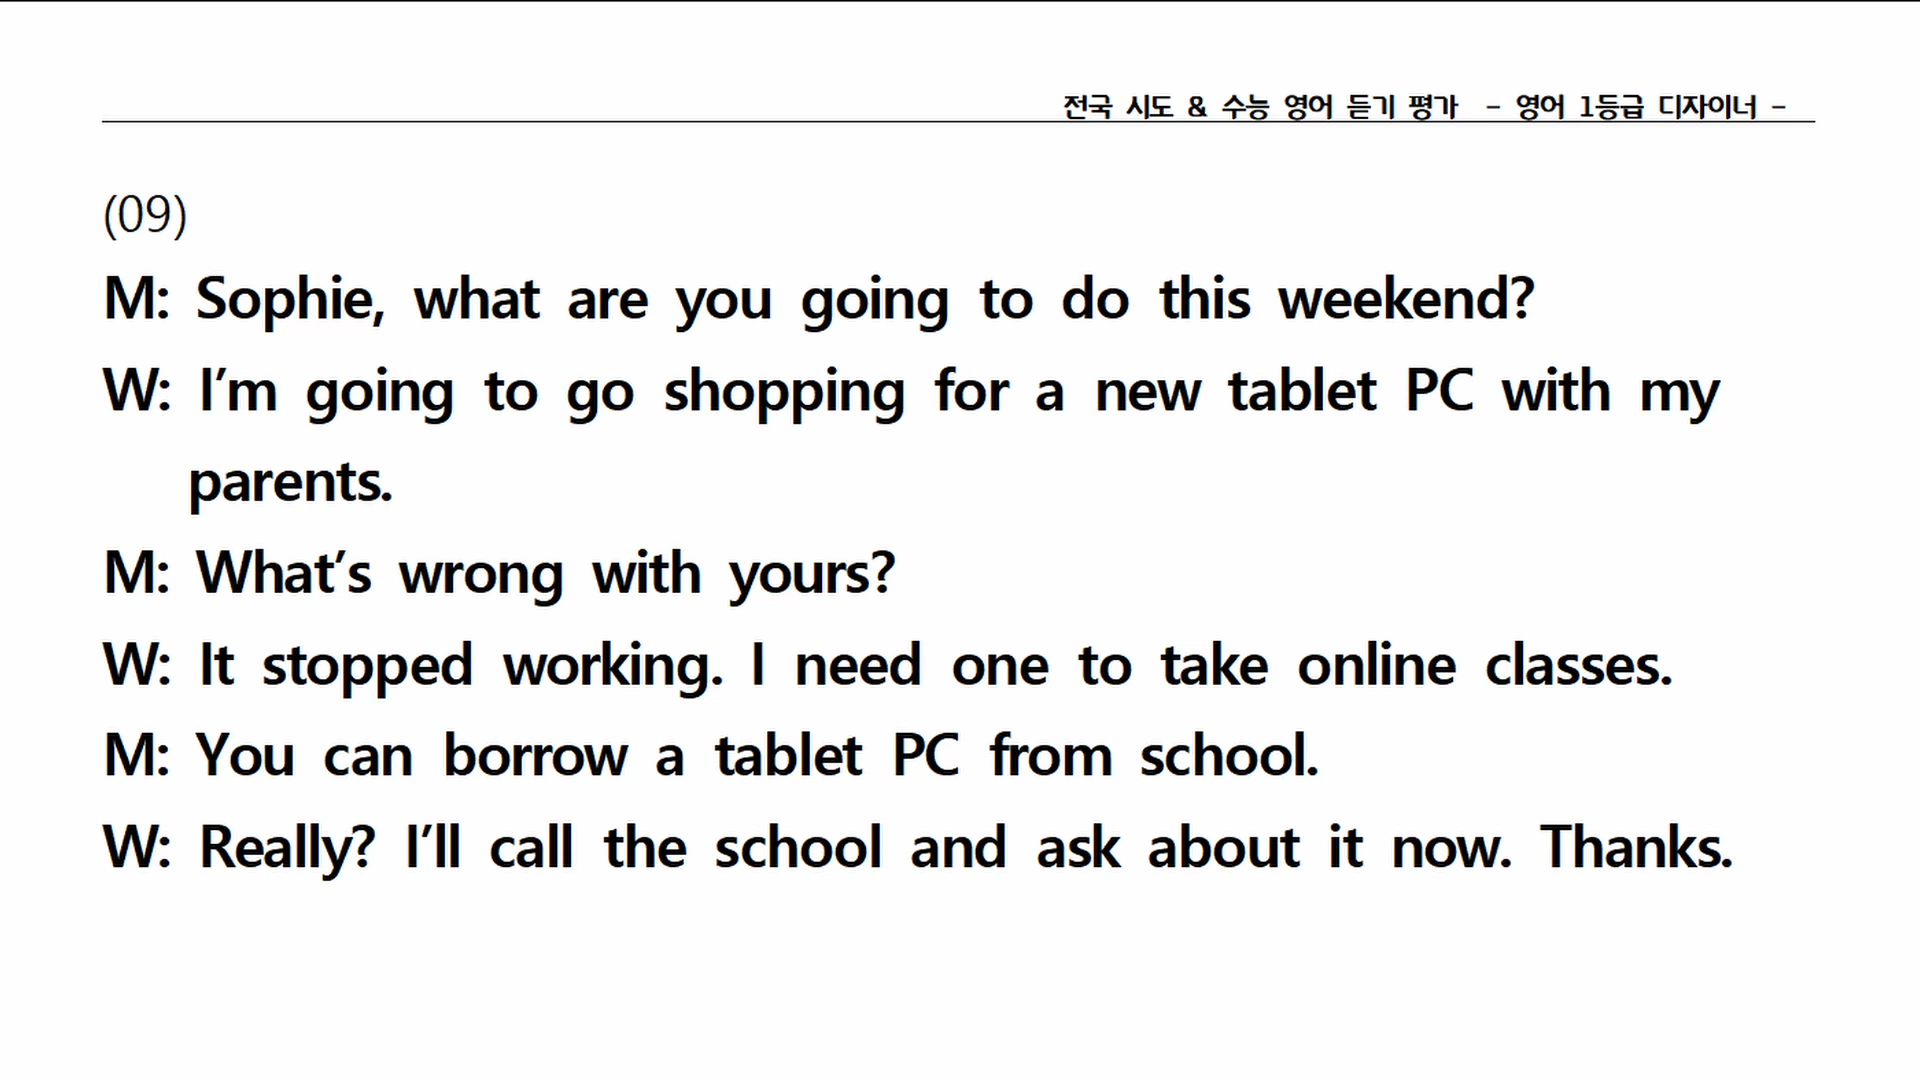 전국 시도 & 수능 영어 듣기 평가 - 영어 1등급 디자이너 -
(09)
M: Sophie, what are you going to do this weekend?
W: I’m going to go shopping for a new tablet PC with my
parents.
M: What’s wrong with yours?
W: It stopped working. I need one to take online classes.
M: You can borrow a tablet PC from school.
W: Really? I’ll call the school and ask about it now. Thanks.